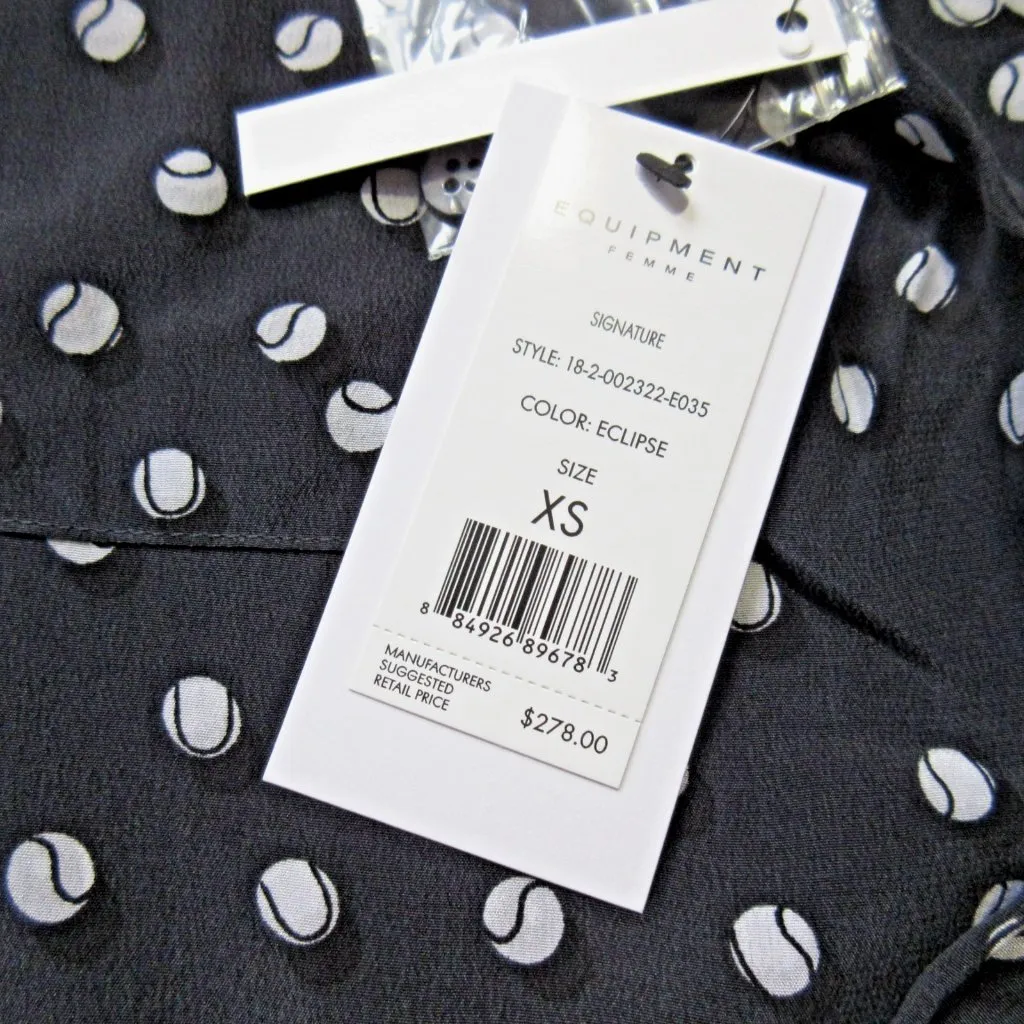 EQUIPMENT
FEMME
SIGNATURE
STYLE: 18-2-002322-E035
COLOR: ECLIPSE
SIZE
XS
8 84926 89678 3
MANUFACTURERS
SUGGESTED
RETAIL PRICE
$278.00